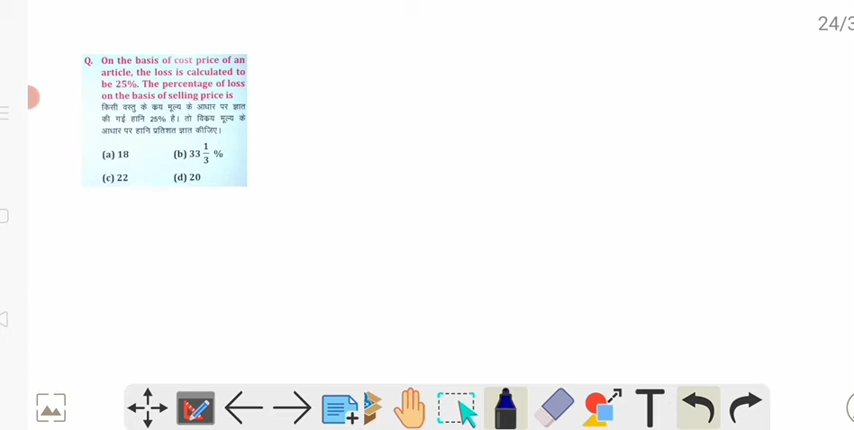 24/3
Q. On the basis of cost price of an
article, the loss is calculated to
be 25%. The percentage of loss
on the basis of selling price is
किसी वस्तु के क्रय मूल्य के आधार पर ज्ञात
की गई हानि 25% है। तो विक्रय मूल्य के
आधार पर हानि प्रतिशत ज्ञात कीजिए।
(a) 18 (b) 33 1/3 %
(c) 22 (d) 20
T